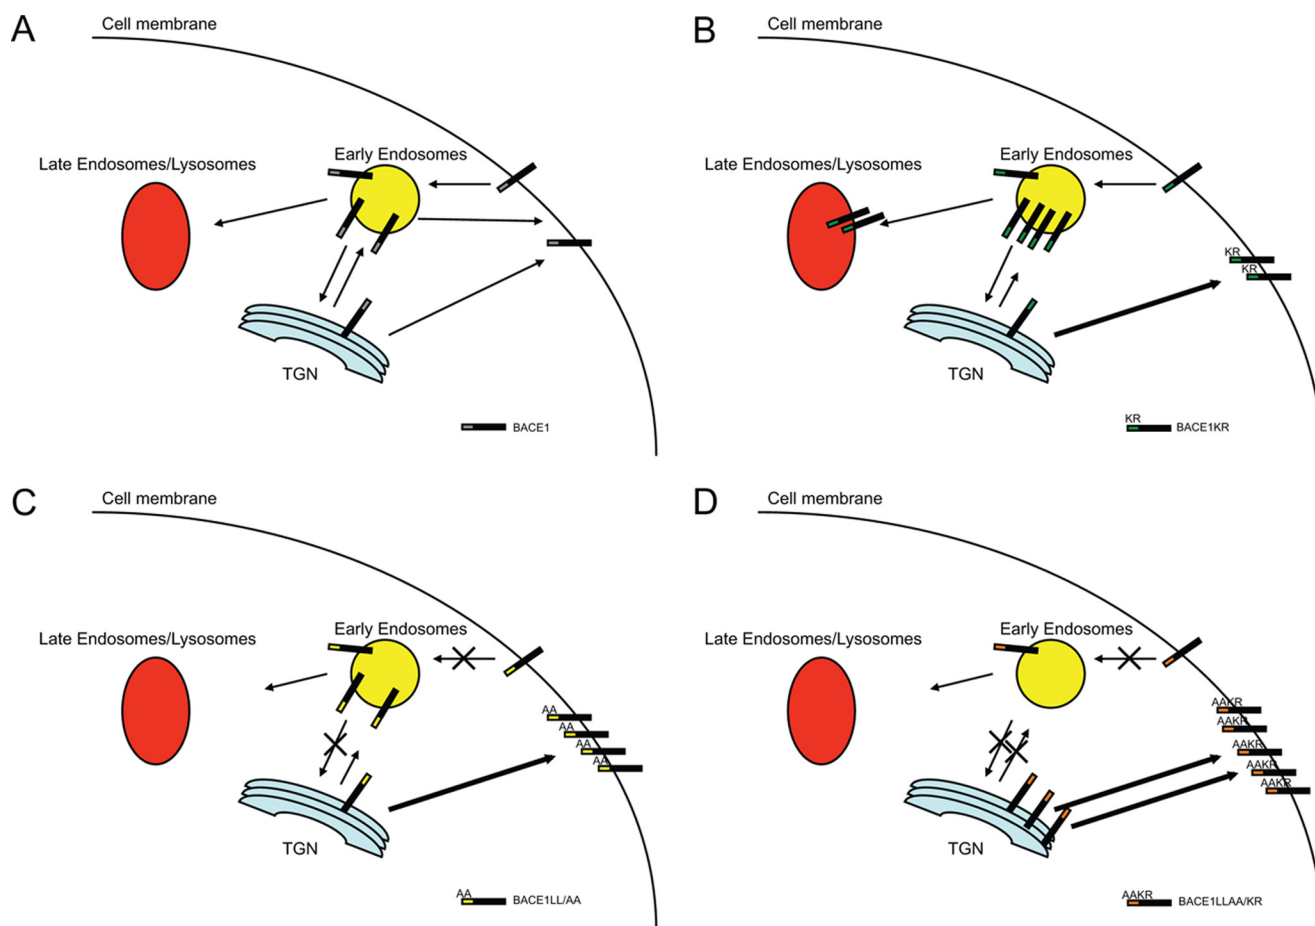 A
Cell membrane
Late Endosomes/Lysosomes
Early Endosomes
TGN
BACE1
B
Cell membrane
Late Endosomes/Lysosomes
Early Endosomes
KR
KR
TGN
KR
BACE1KR
C
Cell membrane
Late Endosomes/Lysosomes
Early Endosomes
AA
AA
AA
AA
TGN
AA
BACE1LL/AA
D
Cell membrane
Late Endosomes/Lysosomes
Early Endosomes
AAKR
AAKR
AAKR
AAKR
AAKR
TGN
AAKR
BACE1LLAA/KR